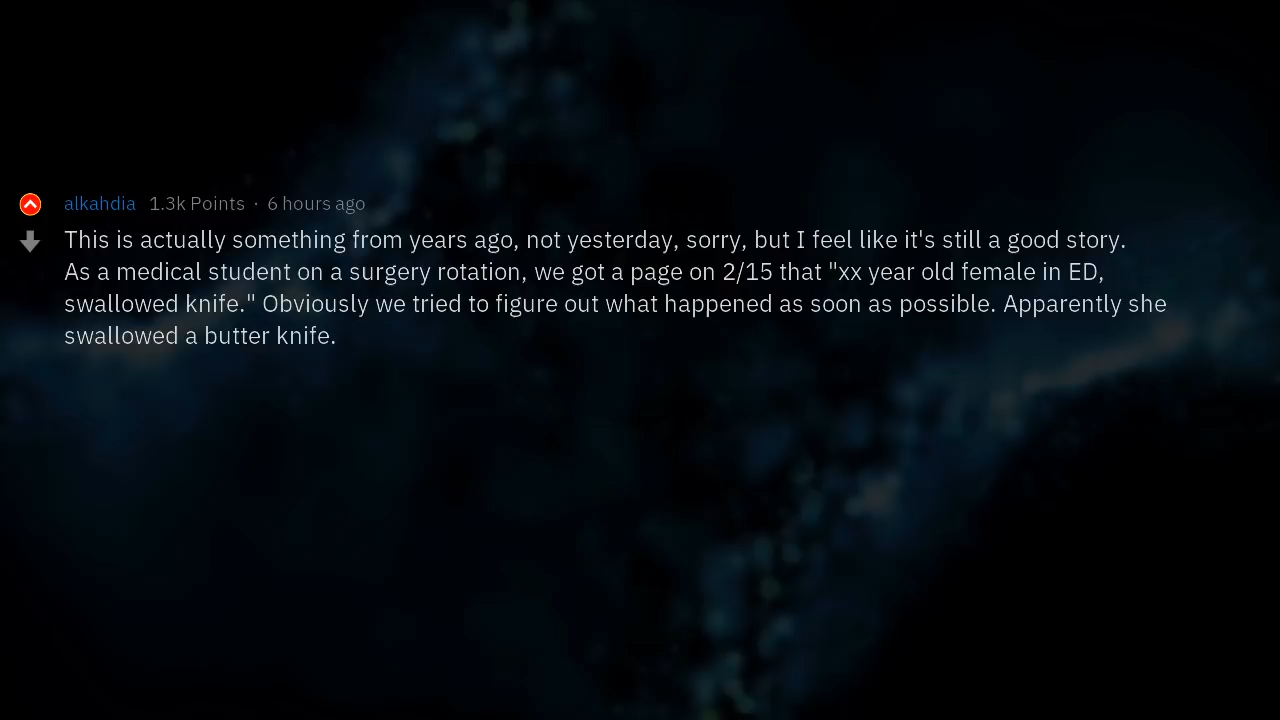 alkahdia 1.3k Points · 6 hours ago
This is actually something from years ago, not yesterday, sorry, but I feel like it's still a good story.
As a medical student on a surgery rotation, we got a page on 2/15 that "xx year old female in ED,
swallowed knife." Obviously we tried to figure out what happened as soon as possible. Apparently she
swallowed a butter knife.